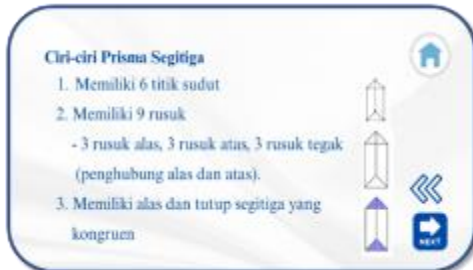 Ciri-ciri Prisma Segitiga
1. Memiliki 6 titik sudut
2. Memiliki 9 rusuk
- 3 rusuk alas, 3 rusuk atas, 3 rusuk tegak
(penghubung alas dan atas).
3. Memiliki alas dan tutup segitiga yang
kongruen
NEXT